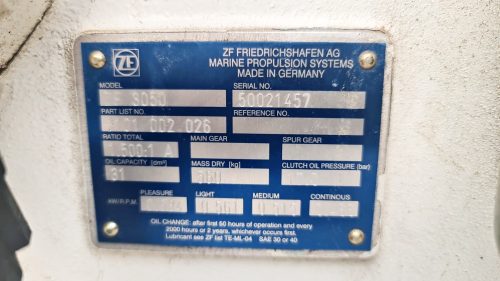 ZF
ZF FRIEDRICHSHAFEN AG
MARINE PROPULSION SYSTEMS
MADE IN GERMANY
MODEL SERIAL NO.
50021457
PART LIST NO. REFERENCE NO.
002 026
RATIO TOTAL MAIN GEAR SPUR GEAR
OIL CAPACITY [dm³] MASS DRY [kg] CLUTCH OIL PRESSURE [bar]
PLEASURE LIGHT MEDIUM CONTINOUS
KW/R.P.M.
OIL CHANGE: after first 50 hours of operation and every
2000 hours or 2 years, whichever occurs first.
Lubricant see ZF list TE-ML-04 SAE 30 or 40